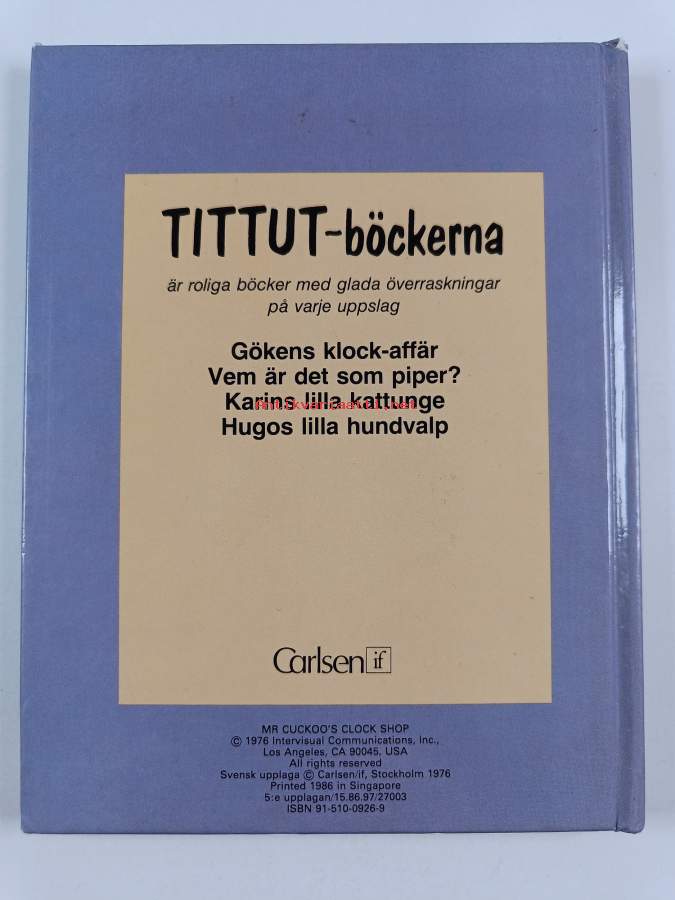 TITTUT-böckerna
är roliga böcker med glada överraskningar
på varje uppslag
Gökens klock-affär
Vem är det som piper?
Karins lilla kattunge
Antikvariaatti.net
Hugos lilla hundvalp
Carlsen if
MR CUCKOO'S CLOCK SHOP
© 1976 Intervisual Communications, Inc.,
Los Angeles, CA 90045, USA
All rights reserved
Svensk upplaga © Carlsen/if, Stockholm 1976
Printed 1986 in Singapore
5:e upplagan/15.86.97/27003
ISBN 91-510-0926-9